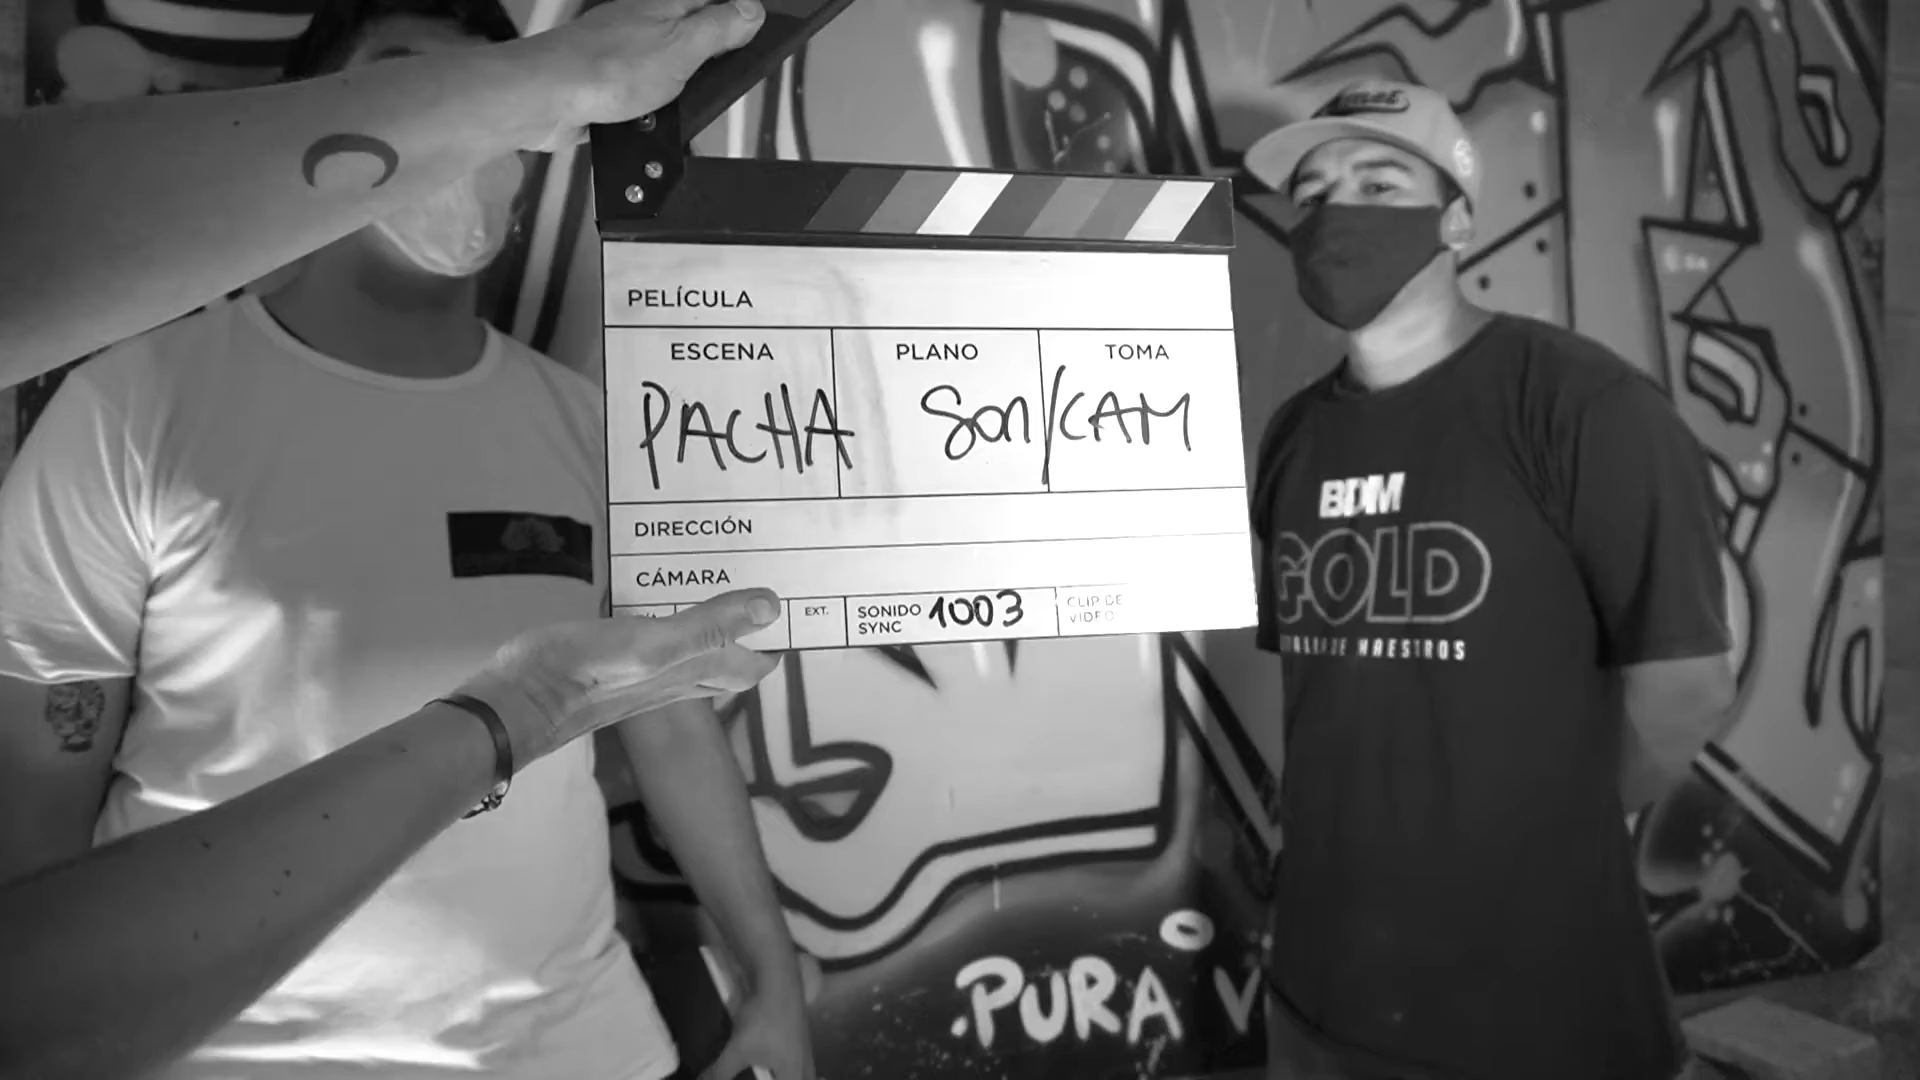 PELÍCULA
ESCENA PLANO TOMA
PACHA Son/CAM
DIRECCIÓN
CÁMARA
EXT. SONIDO SYNC 1003 CLIP DE VIDEO
BDM
GOLD
MAESTROS
.PURA V